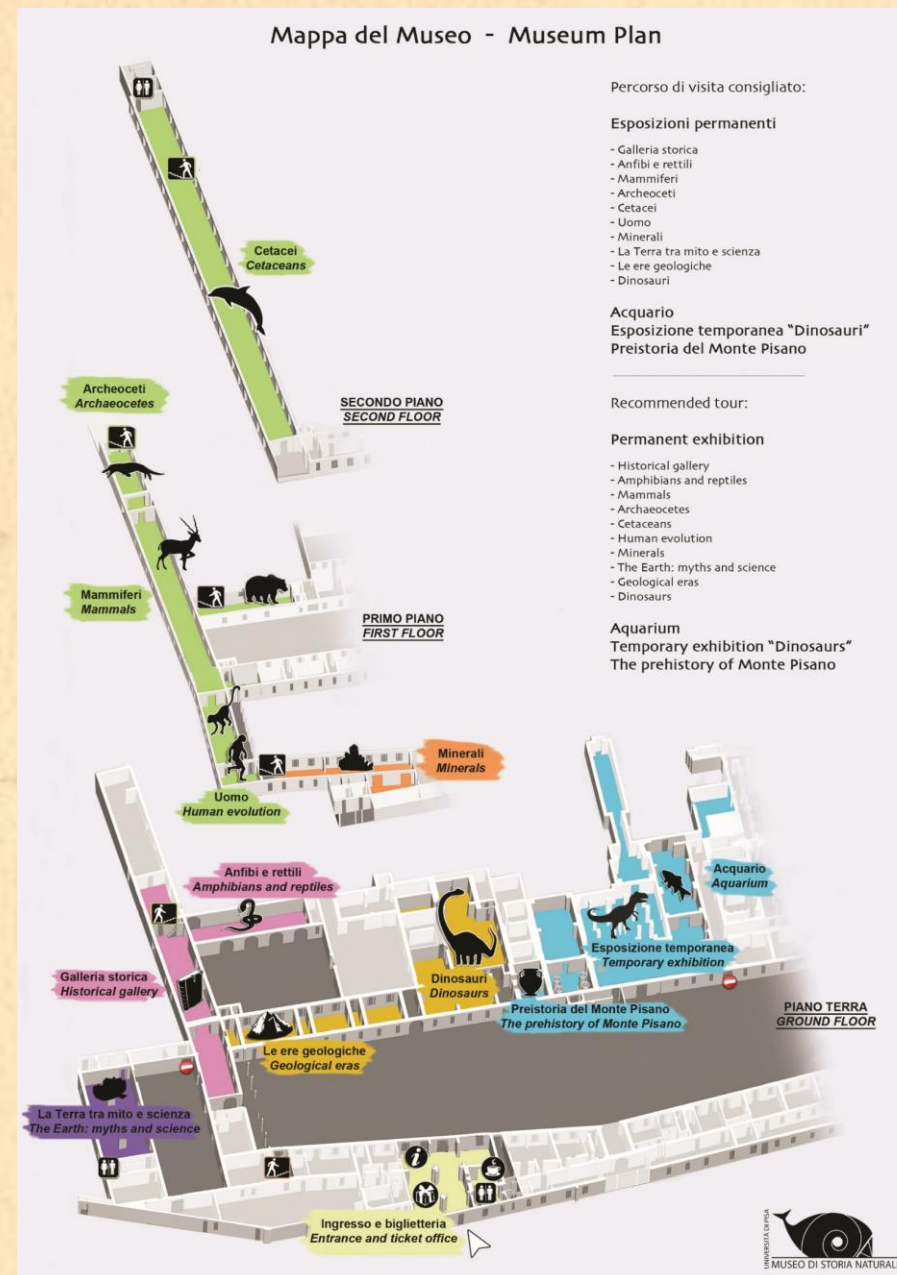 Mappa del Museo - Museum Plan
Percorso di visita consigliato:
Esposizioni permanenti
- Galleria storica
- Anfibi e rettili
- Mammiferi
- Archeoceti
- Cetacei
- Uomo
- Minerali
- La Terra tra mito e scienza
- Le ere geologiche
- Dinosauri
Acquario
Esposizione temporanea "Dinosauri"
Preistoria del Monte Pisano
Recommended tour:
Permanent exhibition
- Historical gallery
- Amphibians and reptiles
- Mammals
- Archaeocetes
- Cetaceans
- Human evolution
- Minerals
- The Earth: myths and science
- Geological eras
- Dinosaurs
Aquarium
Temporary exhibition "Dinosaurs"
The prehistory of Monte Pisano
Cetacei
Cetaceans
SECONDO PIANO
SECOND FLOOR
Archeoceti
Archaeocetes
Mammiferi
Mammals
PRIMO PIANO
FIRST FLOOR
Minerali
Minerals
Uomo
Human evolution
Anfibi e rettili
Amphibians and reptiles
Acquario
Aquarium
Esposizione temporanea
Temporary exhibition
Galleria storica
Historical gallery
Dinosauri
Dinosaurs
Preistoria del Monte Pisano
The prehistory of Monte Pisano
PIANO TERRA
GROUND FLOOR
Le ere geologiche
Geological eras
La Terra tra mito e scienza
The Earth: myths and science
i
Ingresso e biglietteria
Entrance and ticket office
UNIVERSITÀ DI PISA
MUSEO DI STORIA NATURAL